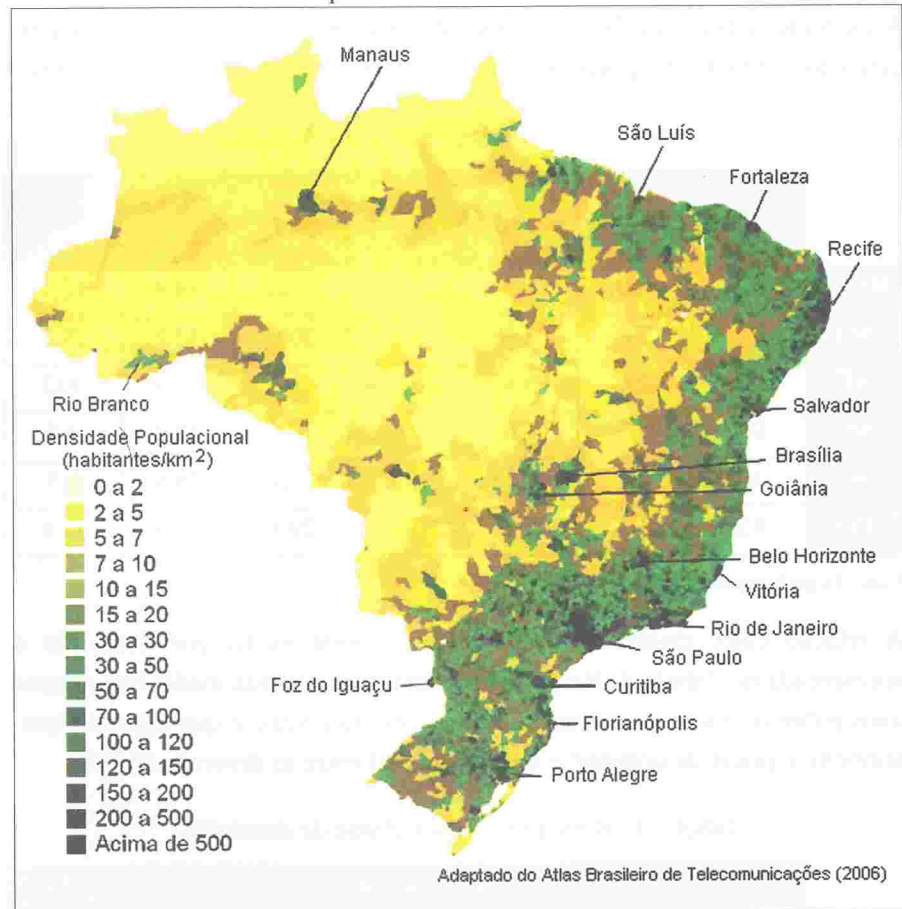 Manaus
São Luís
Fortaleza
Recife
Rio Branco
Salvador
Densidade Populacional
(habitantes/km²)
Brasília
Goiânia
0 a 2
2 a 5
5 a 7
7 a 10
10 a 15
15 a 20
30 a 30
30 a 50
50 a 70
70 a 100
100 a 120
120 a 150
150 a 200
200 a 500
Acima de 500
Belo Horizonte
Vitória
Rio de Janeiro
São Paulo
Foz do Iguaçu
Curitiba
Florianópolis
Porto Alegre
Adaptado do Atlas Brasileiro de Telecomunicações (2006)